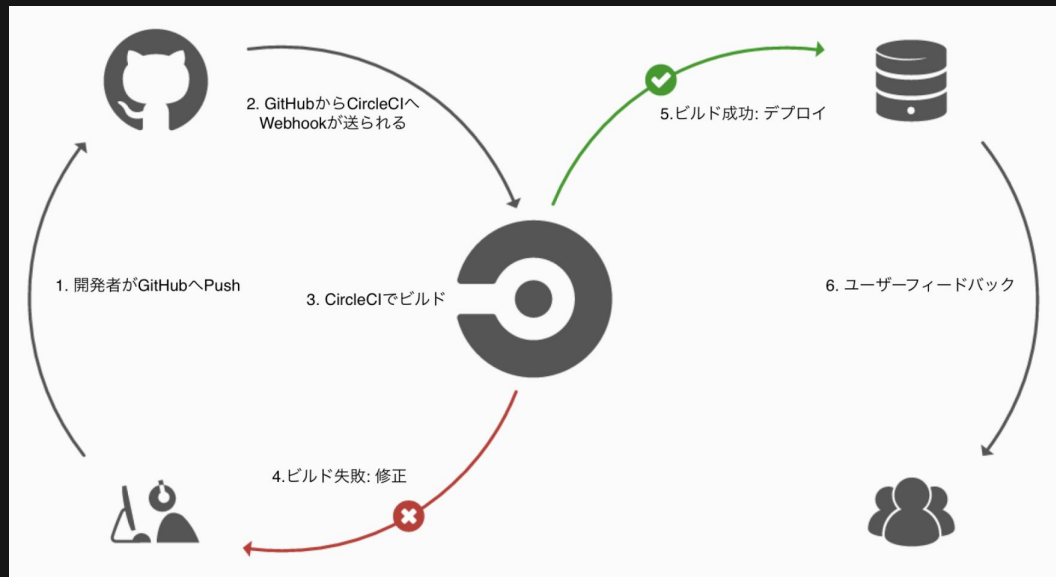 1. 開発者がGitHubへPush
2. GitHubからCircleCIへ
Webhookが送られる
3. CircleCIでビルド
4.ビルド失敗: 修正
5.ビルド成功: デプロイ
6. ユーザーフィードバック